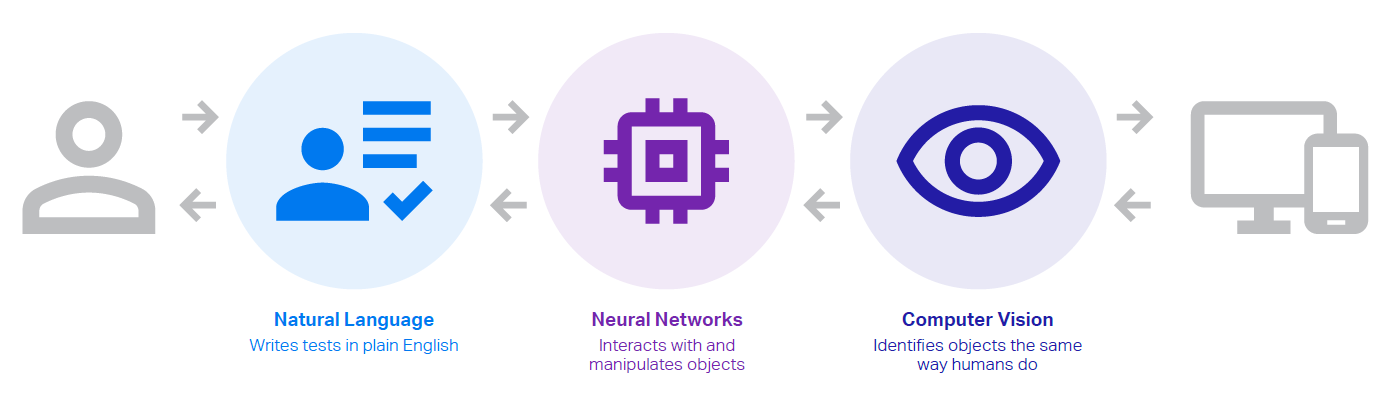 Natural Language
Writes tests in plain English
Neural Networks
Interacts with and
manipulates objects
Computer Vision
Identifies objects the same
way humans do